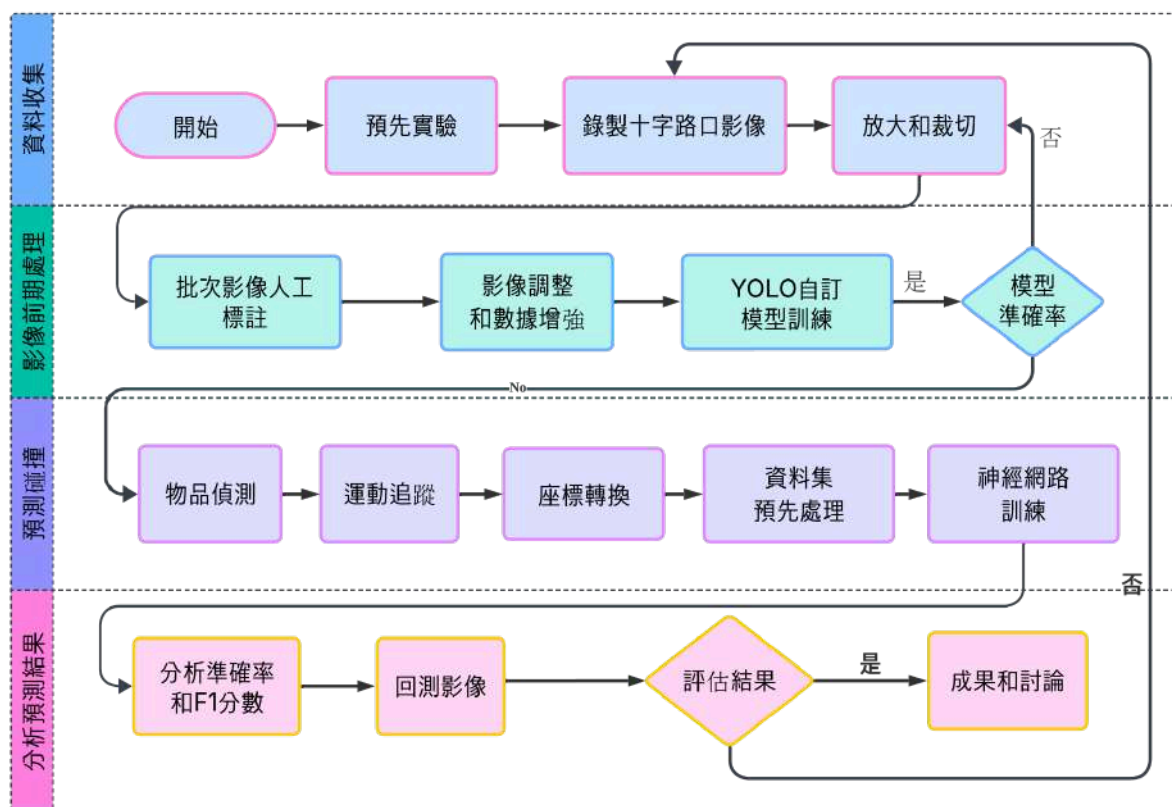 資料收集
開始
預先實驗
錄製十字路口影像
放大和裁切
否
影像前期處理
批次影像人工
標註
影像調整
和數據增強
YOLO自訂
模型訓練
是
模型
準確率
No
預測碰撞
物品偵測
運動追蹤
座標轉換
資料集
預先處理
神經網路
訓練
否
分析預測結果
分析準確率
和F1分數
回測影像
評估結果
是
成果和討論